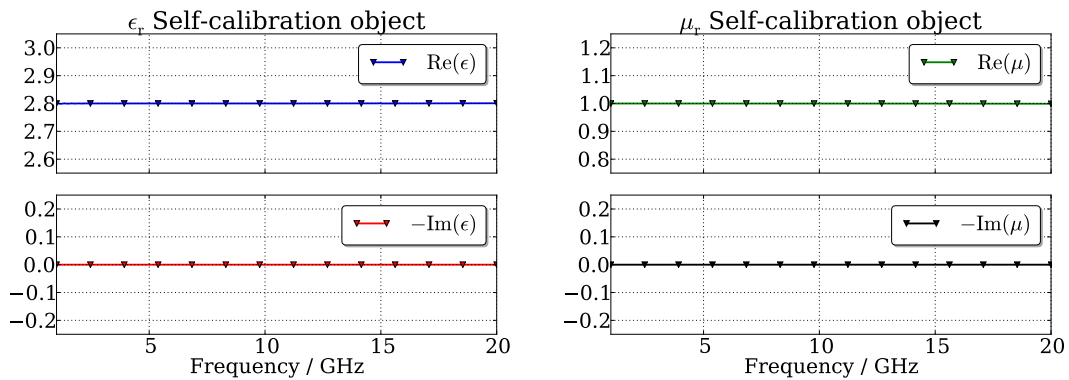 ϵr Self-calibration object
3.0
2.9
2.8
2.7
2.6
Re(ϵ)
0.2
0.1
0.0
−0.1
−0.2
−Im(ϵ)
5 10 15 20
Frequency / GHz
μr Self-calibration object
1.2
1.1
1.0
0.9
0.8
Re(μ)
0.2
0.1
0.0
−0.1
−0.2
−Im(μ)
5 10 15 20
Frequency / GHz